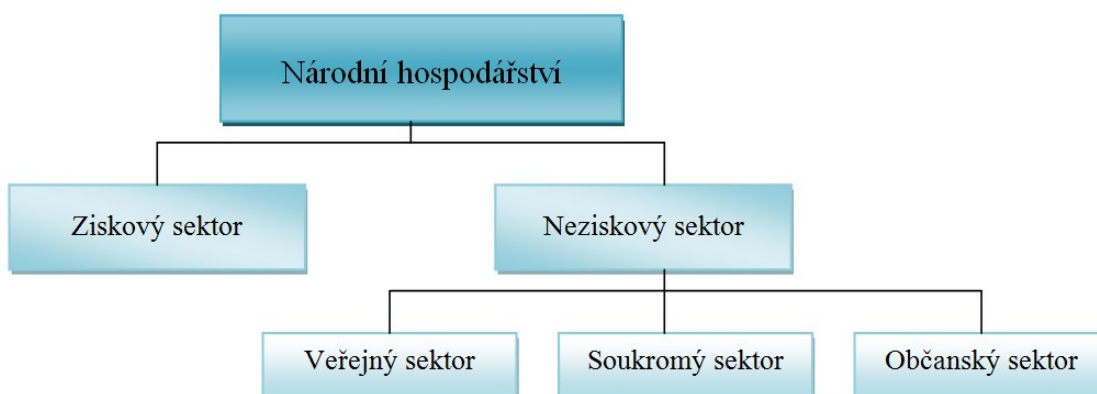 Národní hospodářství
Ziskový sektor
Neziskový sektor
Veřejný sektor
Soukromý sektor
Občanský sektor